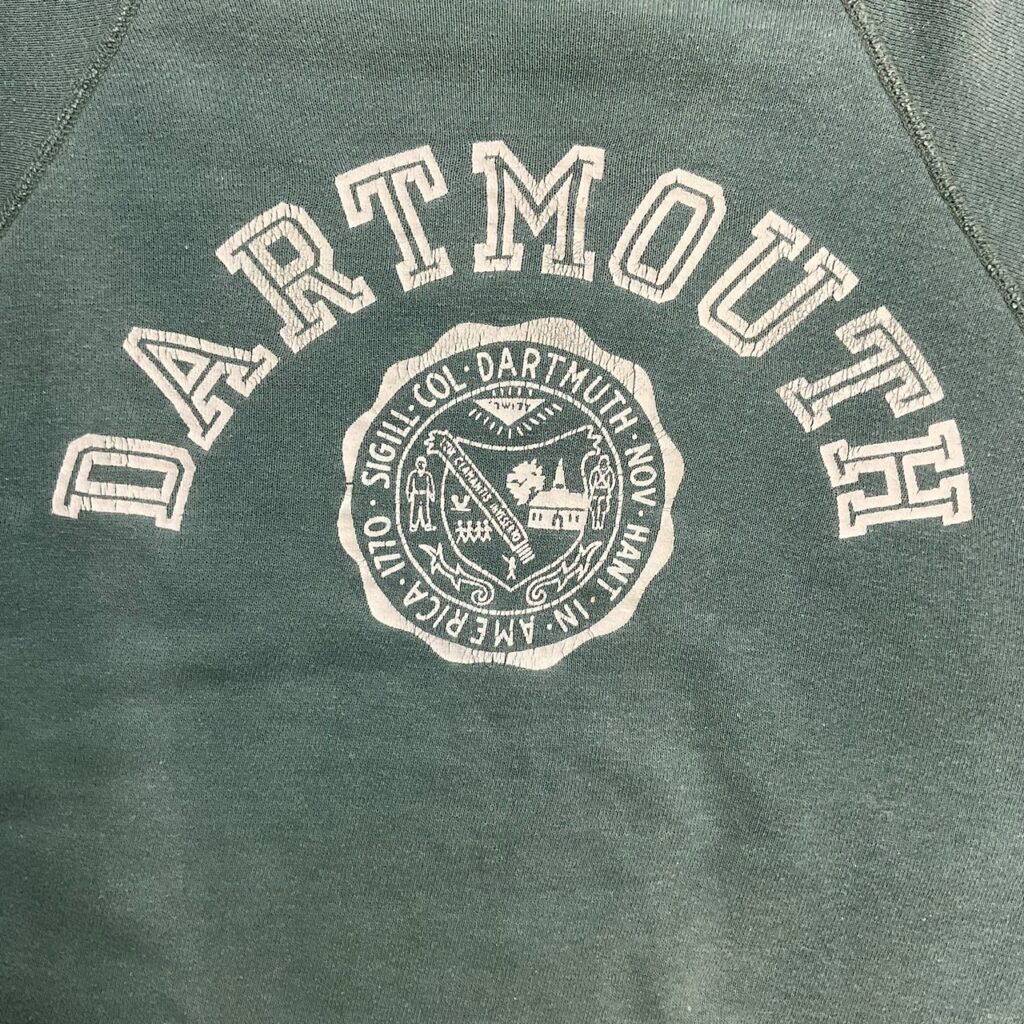 DARTMOUTH
SIGILL · COL · DARTMUTH · NOV · HANT · IN · AMERICA · 1770 ·
VOX CLAMANTIS IN DESERTO